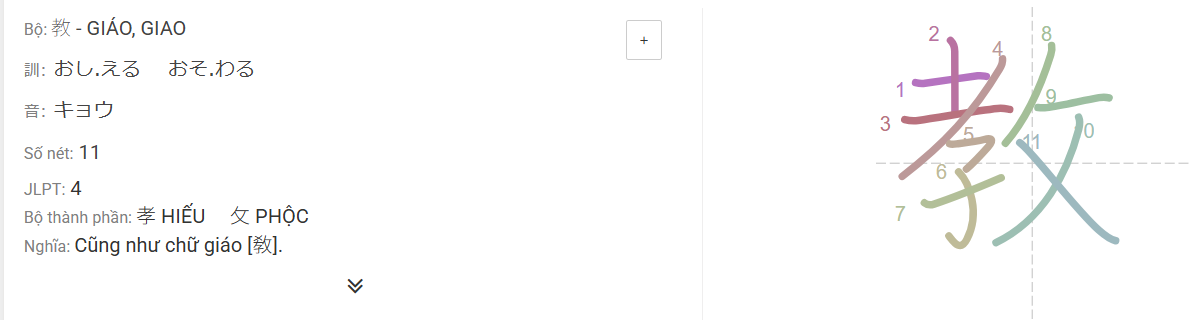 Bộ: 教 - GIÁO, GIAO
+
訓: おし.える おそ.わる
音: キョウ
Số nét: 11
JLPT: 4
Bộ thành phần: 孝 HIẾU 攵 PHỘC
Nghĩa: Cũng như chữ giáo [敎].
教
1
2
3
4
5
6
7
8
9
0
11